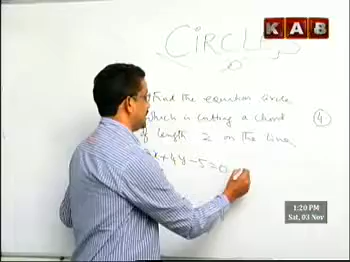 KAB
CIRCLES
Find the equation circle
which is cutting a chord
of length 2 on the line
x+4y-5=0
4
1:20 PM
Sat, 03 Nov